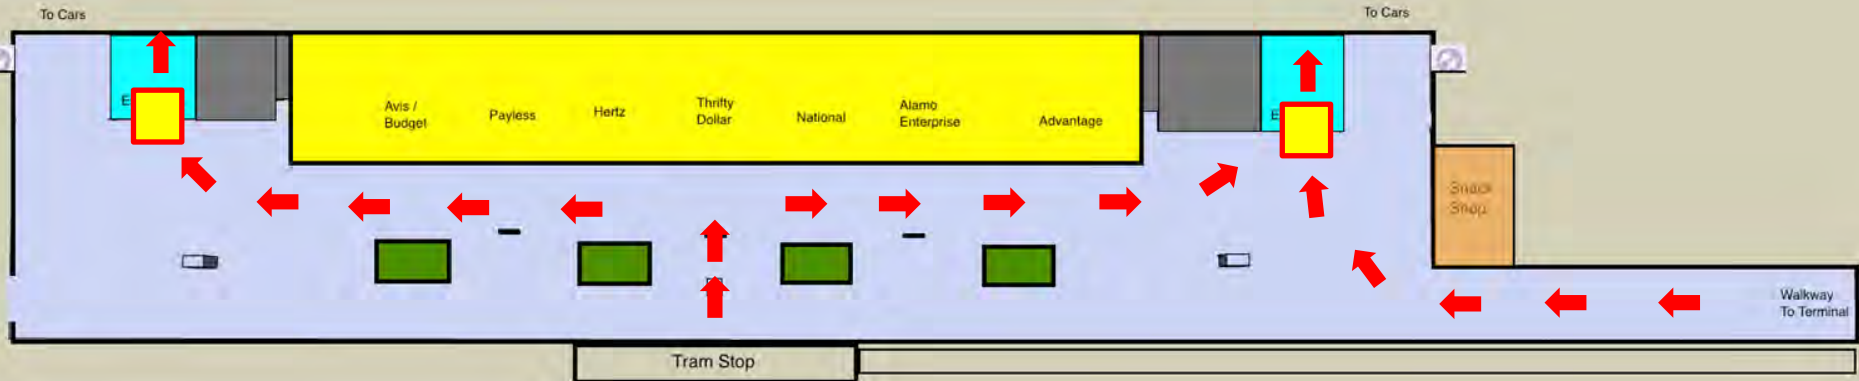 To Cars
To Cars
E
Avis /
Budget
Payless
Hertz
Thrifty
Dollar
National
Alamo
Enterprise
Advantage
E
Snack
Shop
Walkway
To Terminal
Tram Stop